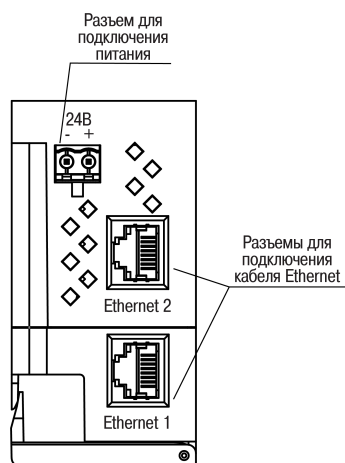 Разъем для
подключения
питания
24В
- +
Ethernet 2
Разъемы для
подключения
кабеля Ethernet
Ethernet 1